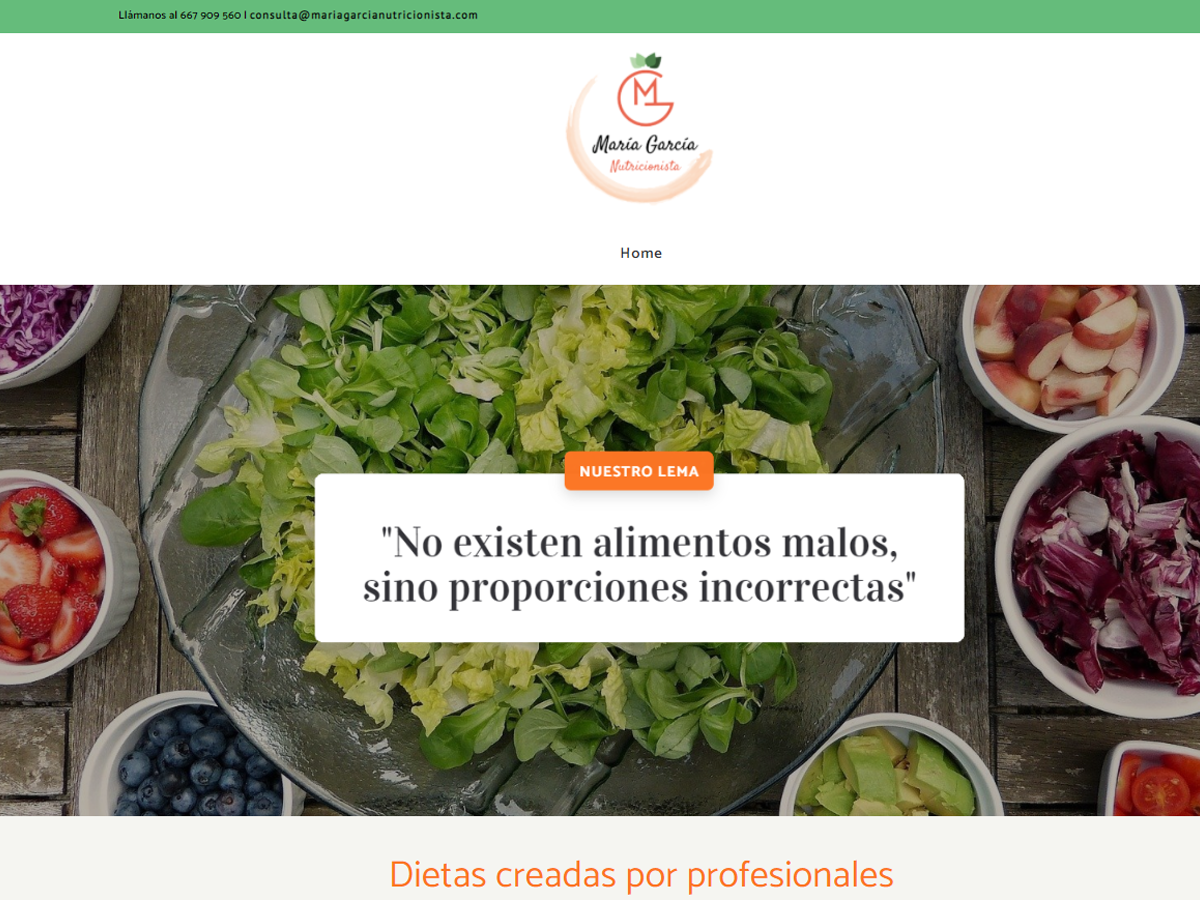 Llámanos al 667 909 560 | consulta@mariagarcianutricionista.com
MG
María García
Nutricionista
Home
NUESTRO LEMA
"No existen alimentos malos,
sino proporciones incorrectas"
Dietas creadas por profesionales